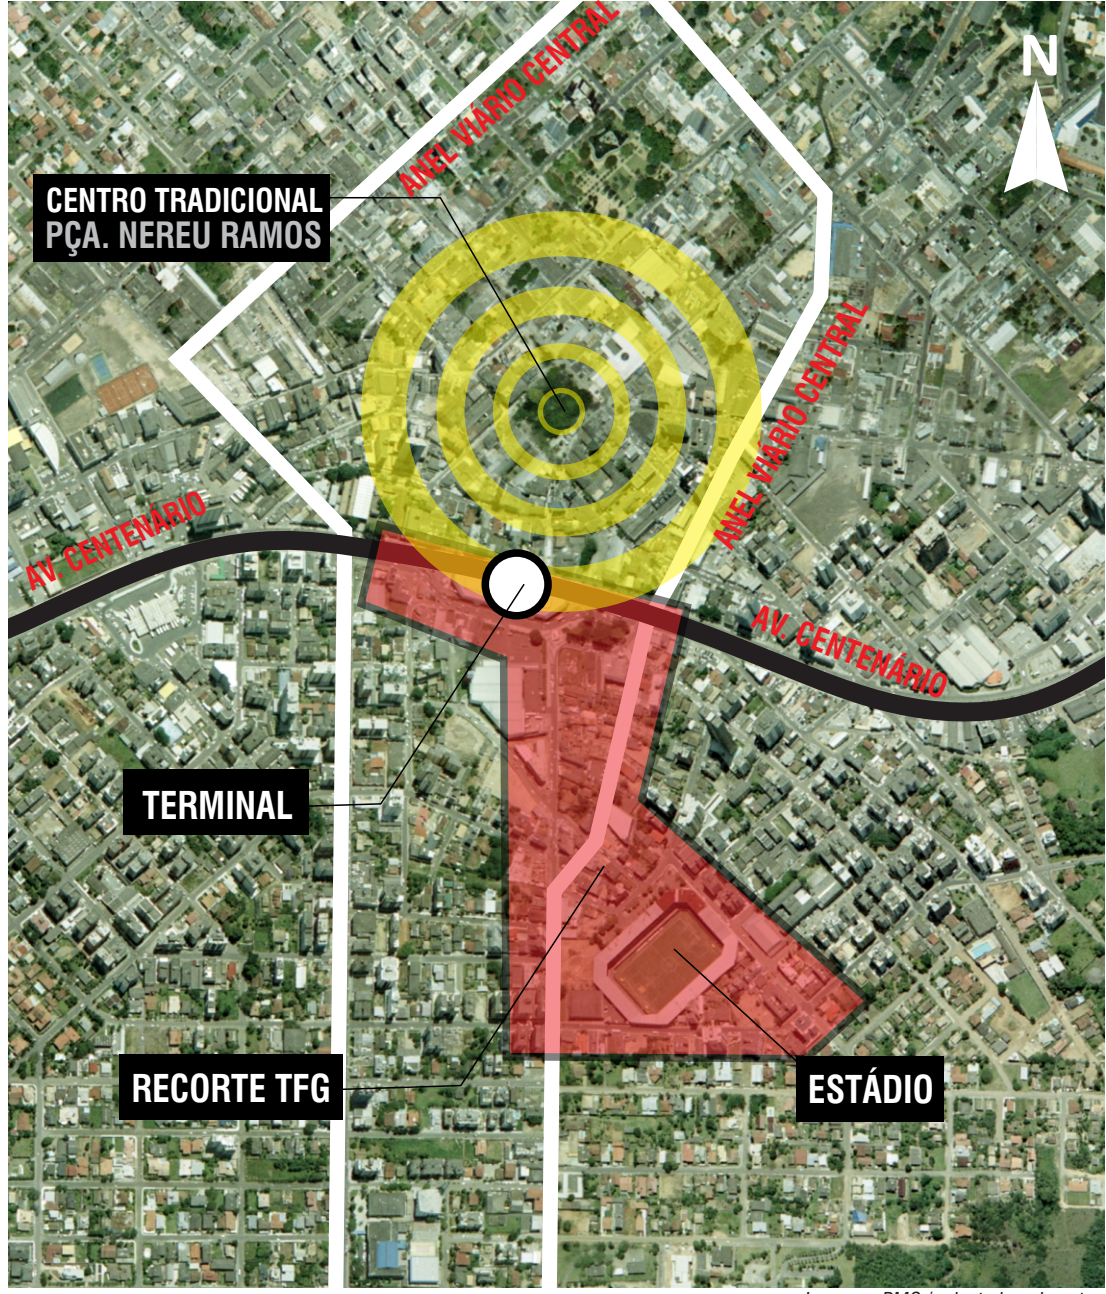 ANEL VIÁRIO CENTRAL
N
CENTRO TRADICIONAL
PÇA. NEREU RAMOS
ANEL VIÁRIO CENTRAL
AV. CENTENÁRIO
AV. CENTENÁRIO
TERMINAL
RECORTE TFG
ESTÁDIO